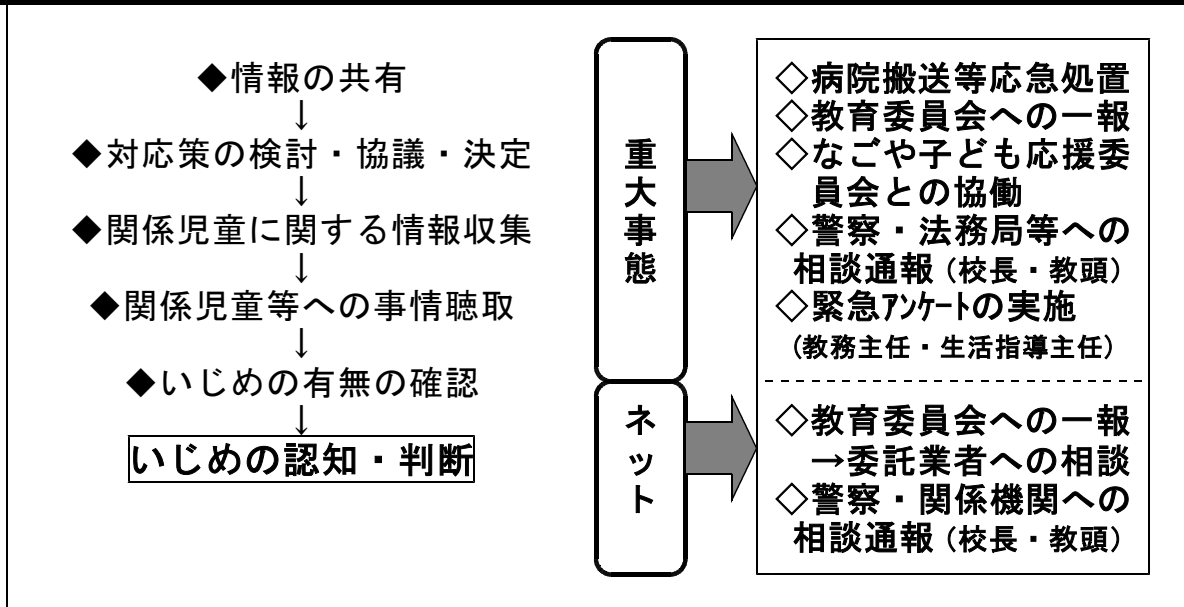 ◆情報の共有
↓
◆対応策の検討・協議・決定
↓
◆関係児童に関する情報収集
↓
◆関係児童等への事情聴取
↓
◆いじめの有無の確認
↓
いじめの認知・判断
重大事態
◇病院搬送等応急処置
◇教育委員会への一報
◇なごや子ども応援委
員会との協働
◇警察・法務局等への
相談通報（校長・教頭）
◇緊急ｱﾝｹｰﾄの実施
（教務主任・生活指導主任）
ネット
◇教育委員会への一報
→委託業者への相談
◇警察・関係機関への
相談通報（校長・教頭）